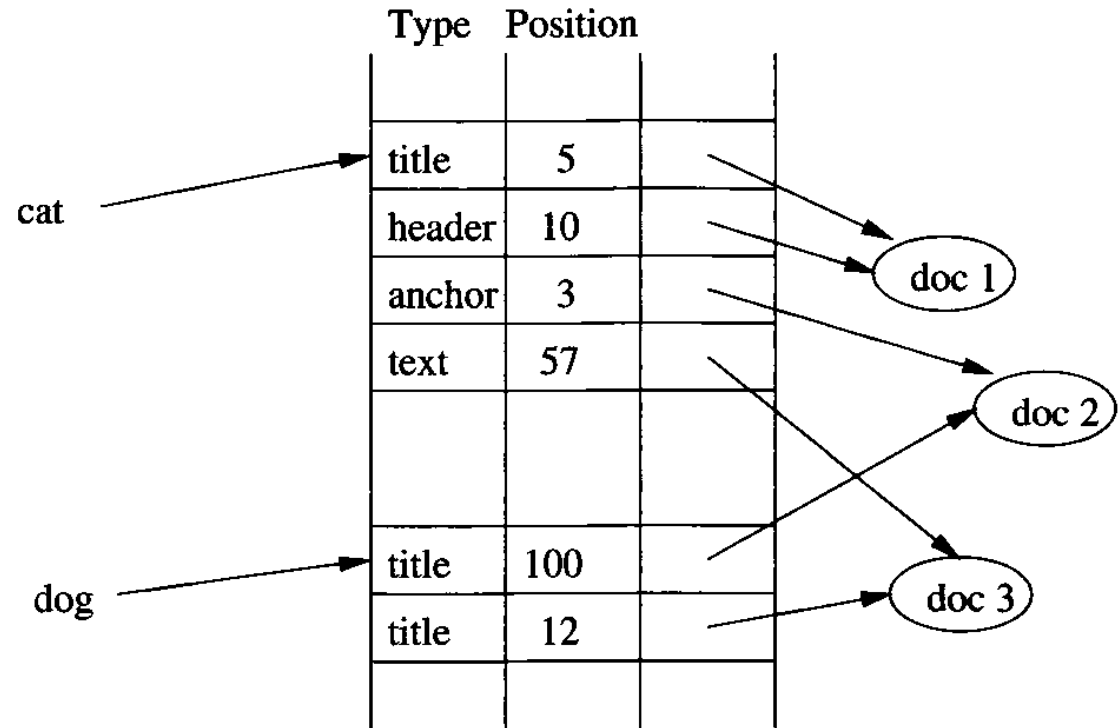 Type Position
title 5
cat
header 10
doc 1
anchor 3
text 57
doc 2
title 100
dog
doc 3
title 12